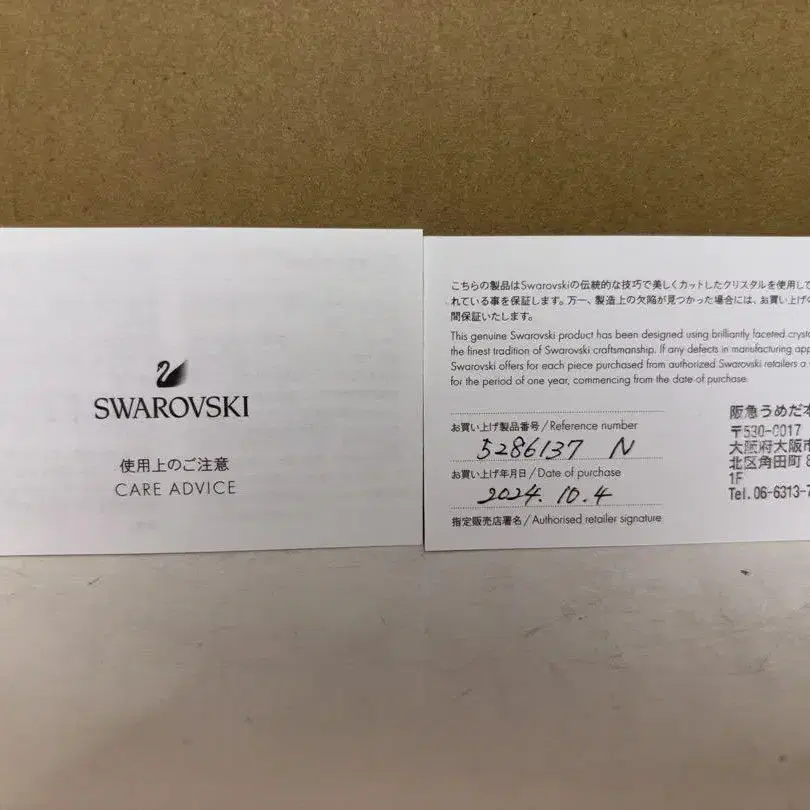 SWAROVSKI
使用上のご注意
CARE ADVICE
こちらの製品はSwarovskiの伝統的な技巧で美しくカットしたクリスタルを使用して
れている事を保証します。万一、製造上の欠陥が見つかった場合には、お買い上げの
間保証いたします。
This genuine Swarovski product has been designed using brilliantly faceted cryst
the finest tradition of Swarovski craftsmanship. If any defects in manufacturing app
Swarovski offers for each piece purchased from authorized Swarovski retailers a
for the period of one year, commencing from the date of purchase.
お買い上げ製品番号/Reference number
5286137 N
お買い上げ年月日/Date of purchase
2024. 10. 4
指定販売店署名/Authorised retailer signature
阪急うめだ本
〒530-0017
大阪府大阪市
北区角田町8
1F
Tel.06-6313-7